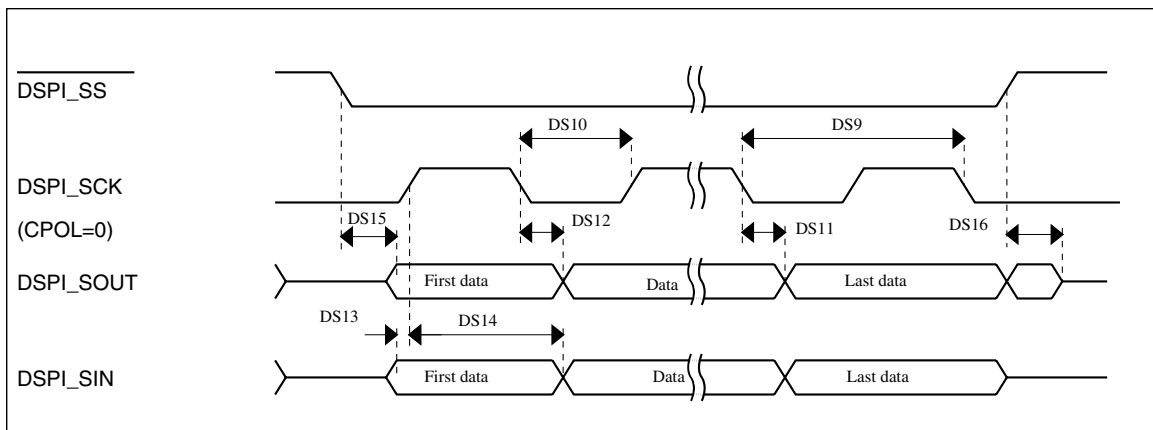 DSPI_SS
DS10
DS9
DSPI_SCK
DS15
DS12
DS11
DS16
(CPOL=0)
DSPI_SOUT
First data
Data
Last data
DS13
DS14
DSPI_SIN
First data
Data
Last data